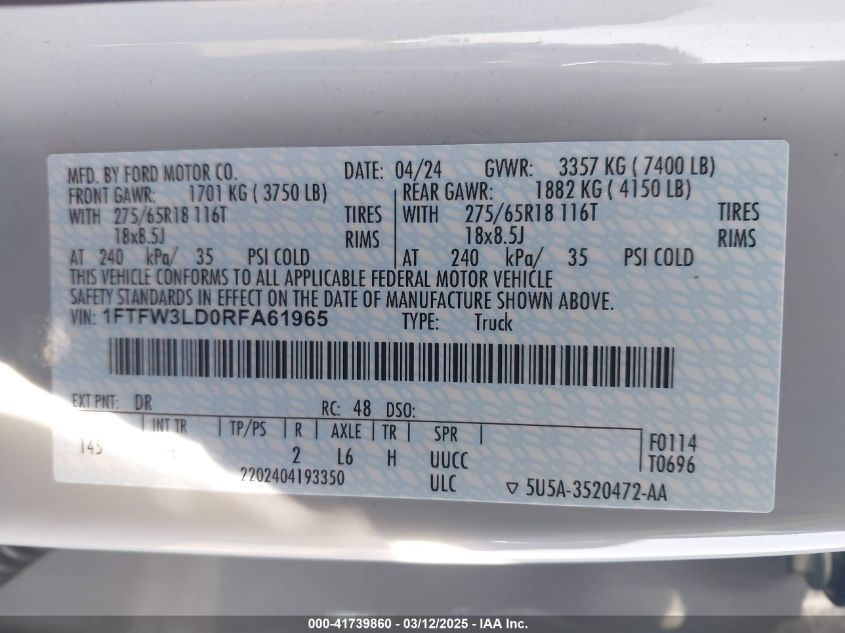 MFD. BY FORD MOTOR CO. DATE: 04/24 GVWR: 3357 KG ( 7400 LB)
FRONT GAWR: 1701 KG ( 3750 LB) REAR GAWR: 1882 KG ( 4150 LB)
WITH 275/65R18 116T TIRES WITH 275/65R18 116T TIRES
18x8.5J RIMS 18x8.5J RIMS
AT 240 kPa/ 35 PSI COLD AT 240 kPa/ 35 PSI COLD
THIS VEHICLE CONFORMS TO ALL APPLICABLE FEDERAL MOTOR VEHICLE
SAFETY STANDARDS IN EFFECT ON THE DATE OF MANUFACTURE SHOWN ABOVE.
VIN: 1FTFW3LD0RFA61965 TYPE: Truck
EXT PNT: DR RC: 48 DSO:
INT TR TP/PS R AXLE TR SPR F0114
145 2 L6 H UUCC T0696
2202404193350 ULC 5U5A-3520472-AA
000-41739860 - 03/12/2025 - IAA Inc.